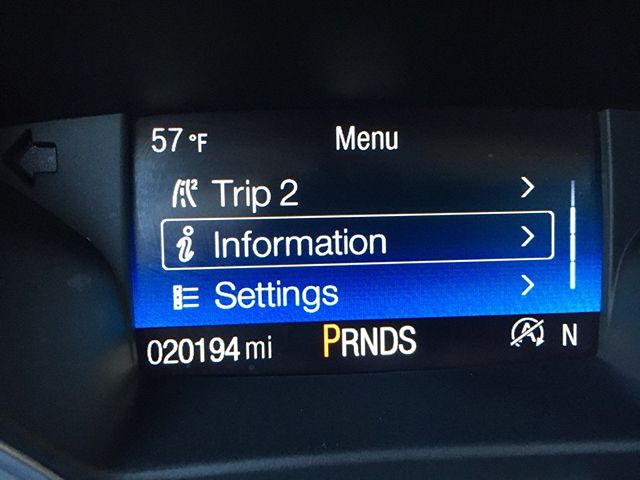 57 °F Menu
Trip 2 >
Information >
Settings >
020194 mi PRNDS A N